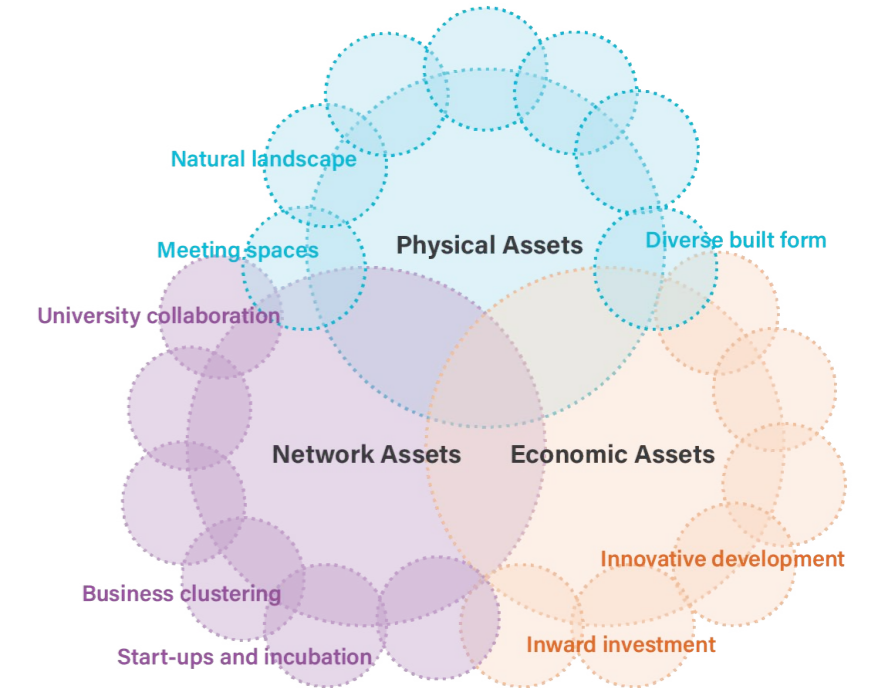 Natural landscape
Physical Assets
Diverse built form
Meeting spaces
University collaboration
Network Assets
Economic Assets
Innovative development
Business clustering
Inward investment
Start-ups and incubation